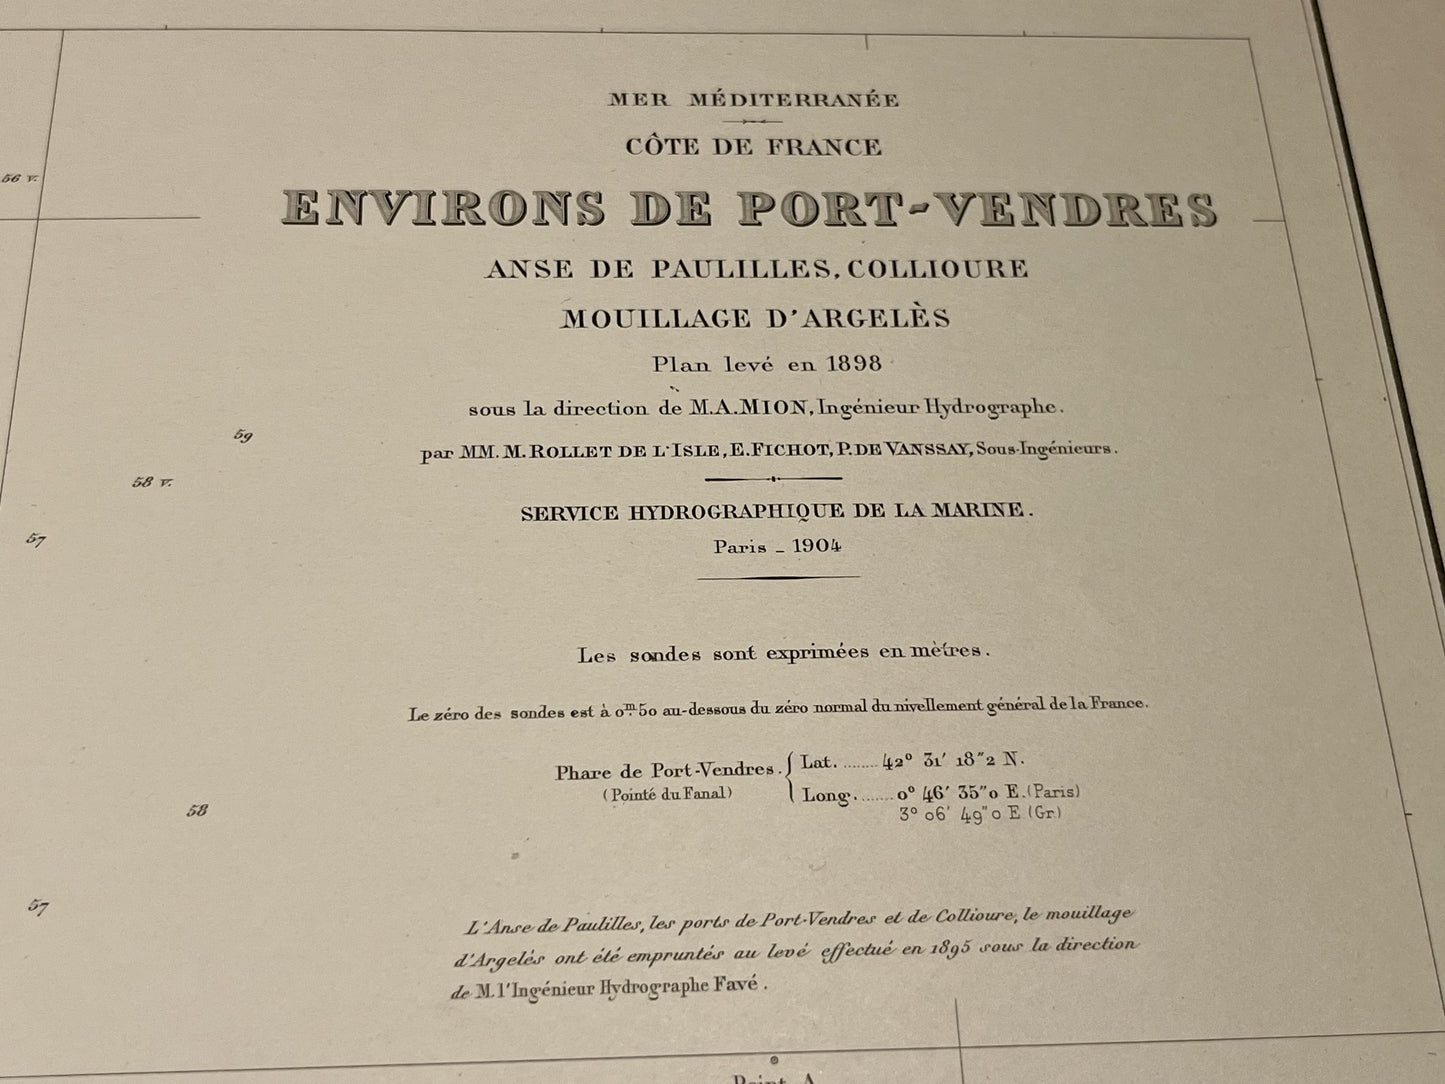 MER MÉDITERRANÉE
CÔTE DE FRANCE
ENVIRONS DE PORT-VENDRES
56 v.
ANSE DE PAULILLES, COLLIOURE
MOUILLAGE D'ARGELÈS
Plan levé en 1898
sous la direction de M.A.MION, Ingénieur Hydrographe.
59
par MM. M. ROLLET DE L'ISLE, E. FICHOT, P. DE VANSSAY, Sous-Ingénieurs.
58 v.
SERVICE HYDROGRAPHIQUE DE LA MARINE.
57
Paris _ 1904
Les sondes sont exprimées en mètres.
Le zéro des sondes est à 0m.50 au-dessous du zéro normal du nivellement général de la France.
Phare de Port-Vendres. { Lat. ........ 42° 31' 18"2 N.
(Pointé du Fanal) Long. ....... 0° 46' 35"0 E. (Paris)
3° 06' 49"0 E (Gr.)
58
57
L'Anse de Paulilles, les ports de Port-Vendres et de Collioure, le mouillage
d'Argelès ont été empruntés au levé effectué en 1895 sous la direction
de M. l'Ingénieur Hydrographe Favé.
Point A